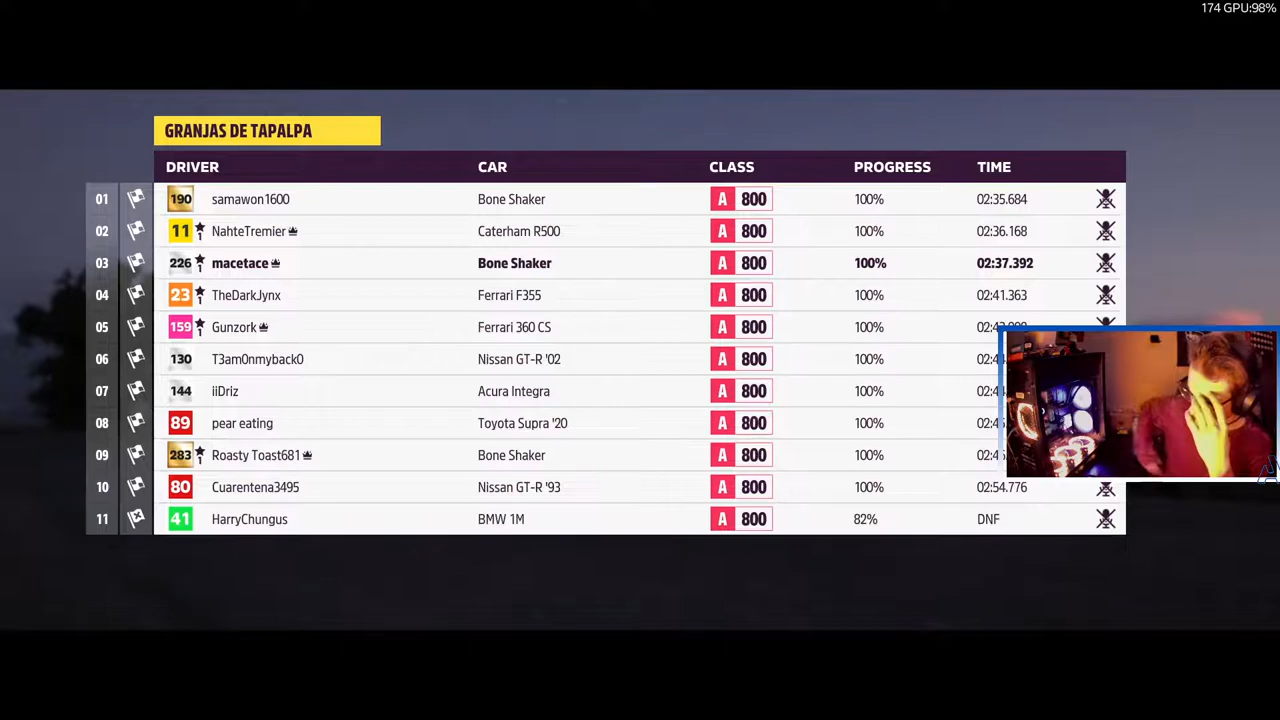 174 GPU:98%
GRANJAS DE TAPALPA
DRIVER CAR CLASS PROGRESS TIME
01 190 samawon1600 Bone Shaker A 800 100% 02:35.684
02 11 1 NahteTremier Caterham R500 A 800 100% 02:36.168
03 226 1 macetace Bone Shaker A 800 100% 02:37.392
04 23 1 TheDarkJynx Ferrari F355 A 800 100% 02:41.363
05 159 1 Gunzork Ferrari 360 CS A 800 100%
06 130 T3am0nmyback0 Nissan GT-R '02 A 800 100%
07 144 iiDriz Acura Integra A 800 100%
08 89 pear eating Toyota Supra '20 A 800 100%
09 283 1 Roasty Toast681 Bone Shaker A 800 100%
10 80 Cuarentena3495 Nissan GT-R '93 A 800 100% 02:54.776
11 41 HarryChungus BMW 1M A 800 82% DNF